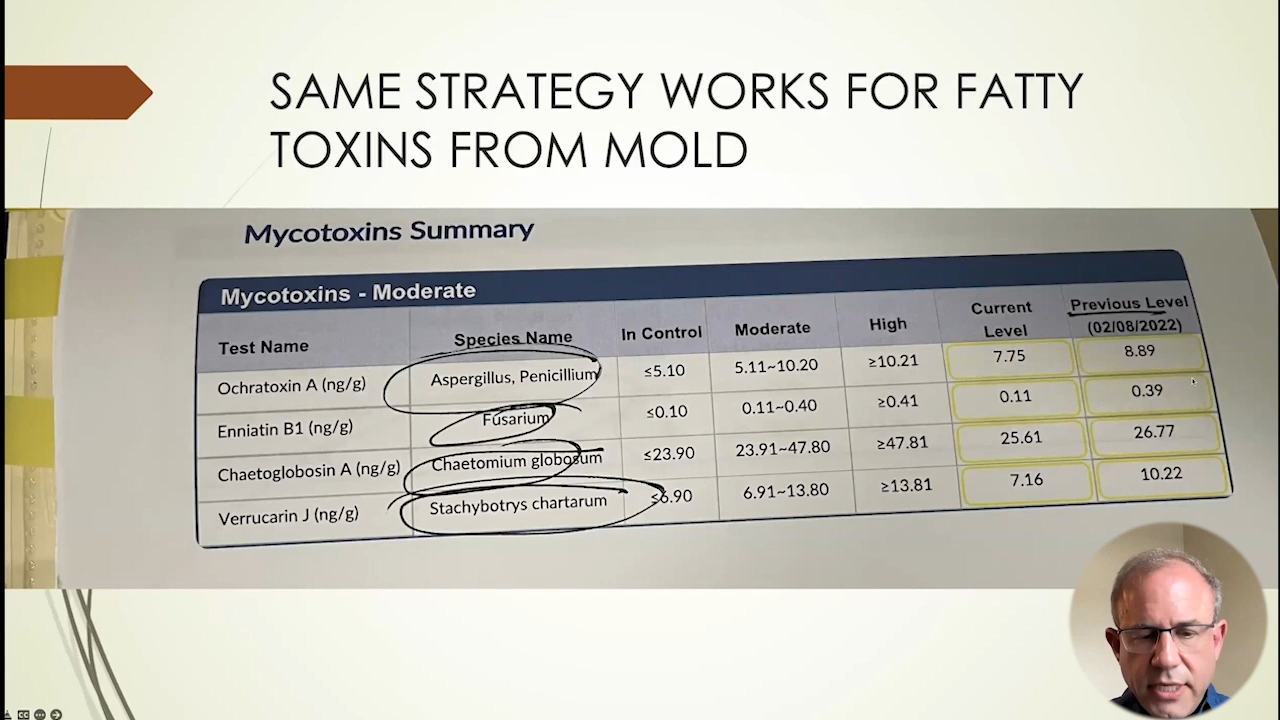 SAME STRATEGY WORKS FOR FATTY
TOXINS FROM MOLD
Mycotoxins Summary
Mycotoxins - Moderate
Test Name Species Name In Control Moderate High Current Level Previous Level (02/08/2022)
Ochratoxin A (ng/g) Aspergillus, Penicillium ≤5.10 5.11~10.20 ≥10.21 7.75 8.89
Enniatin B1 (ng/g) Fusarium ≤0.10 0.11~0.40 ≥0.41 0.11 0.39
Chaetoglobosin A (ng/g) Chaetomium globosum ≤23.90 23.91~47.80 ≥47.81 25.61 26.77
Verrucarin J (ng/g) Stachybotrys chartarum ≤6.90 6.91~13.80 ≥13.81 7.16 10.22
CC